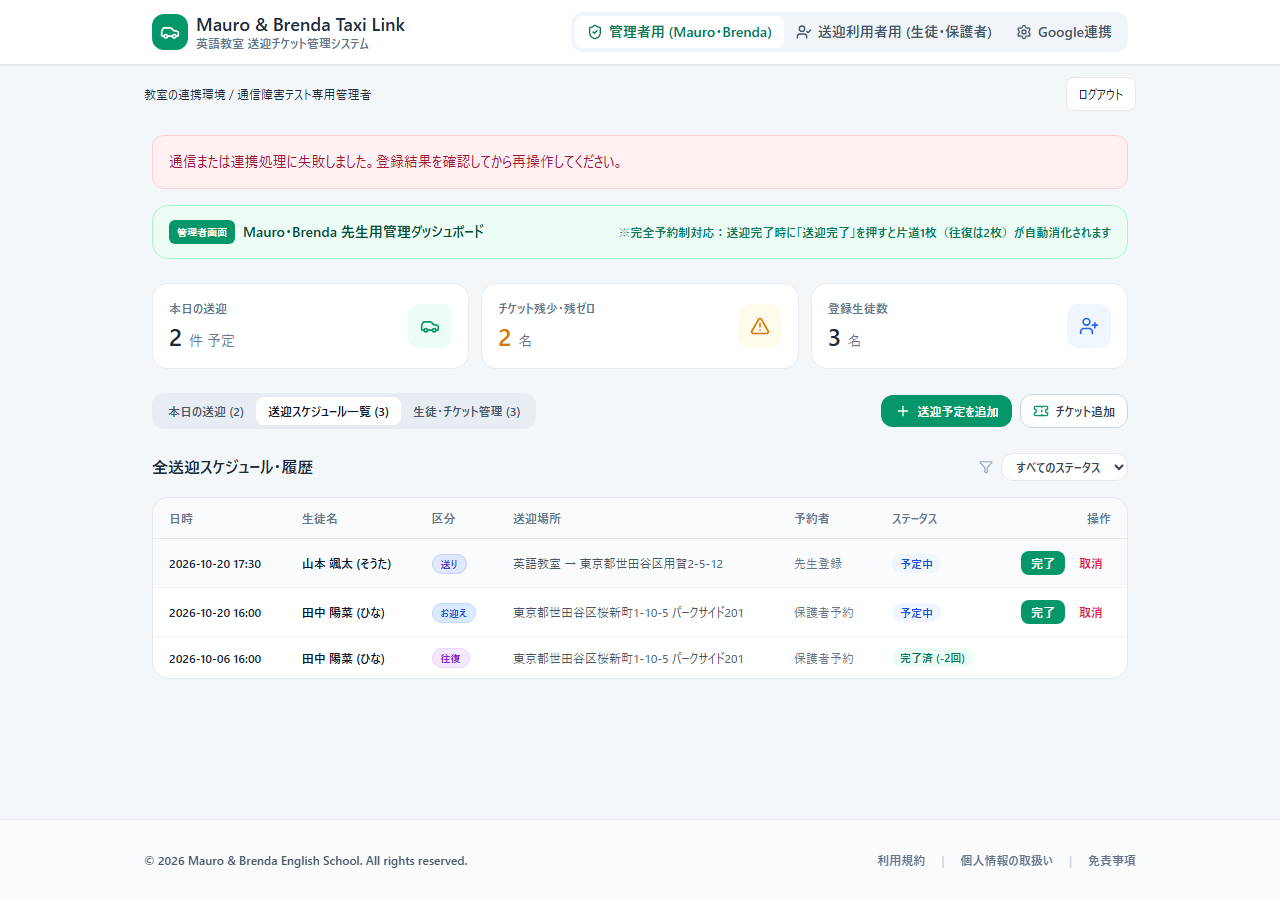 Mauro & Brenda Taxi Link
英語教室 送迎チケット管理システム
管理者用 (Mauro・Brenda)
送迎利用者用 (生徒・保護者)
Google連携
教室の連携環境 / 通信障害テスト専用管理者
ログアウト
通信または連携処理に失敗しました。登録結果を確認してから再操作してください。
管理者画面 Mauro・Brenda 先生用管理ダッシュボード
※完全予約制対応：送迎完了時に「送迎完了」を押すと片道1枚（往復は2枚）が自動消化されます
本日の送迎
2 件 予定
チケット残少・残ゼロ
2 名
登録生徒数
3 名
本日の送迎 (2)
送迎スケジュール一覧 (3)
生徒・チケット管理 (3)
送迎予定を追加
チケット追加
全送迎スケジュール・履歴
すべてのステータス
日時 生徒名 区分 送迎場所 予約者 ステータス 操作
2026-10-20 17:30 山本 颯太 (そうた) 送り 英語教室 → 東京都世田谷区用賀2-5-12 先生登録 予定中 完了 取消
2026-10-20 16:00 田中 陽菜 (ひな) お迎え 東京都世田谷区桜新町1-10-5 パークサイド201 保護者予約 予定中 完了 取消
2026-10-06 16:00 田中 陽菜 (ひな) 往復 東京都世田谷区桜新町1-10-5 パークサイド201 保護者予約 完了済 (-2回)
© 2026 Mauro & Brenda English School. All rights reserved.
利用規約 | 個人情報の取扱い | 免責事項